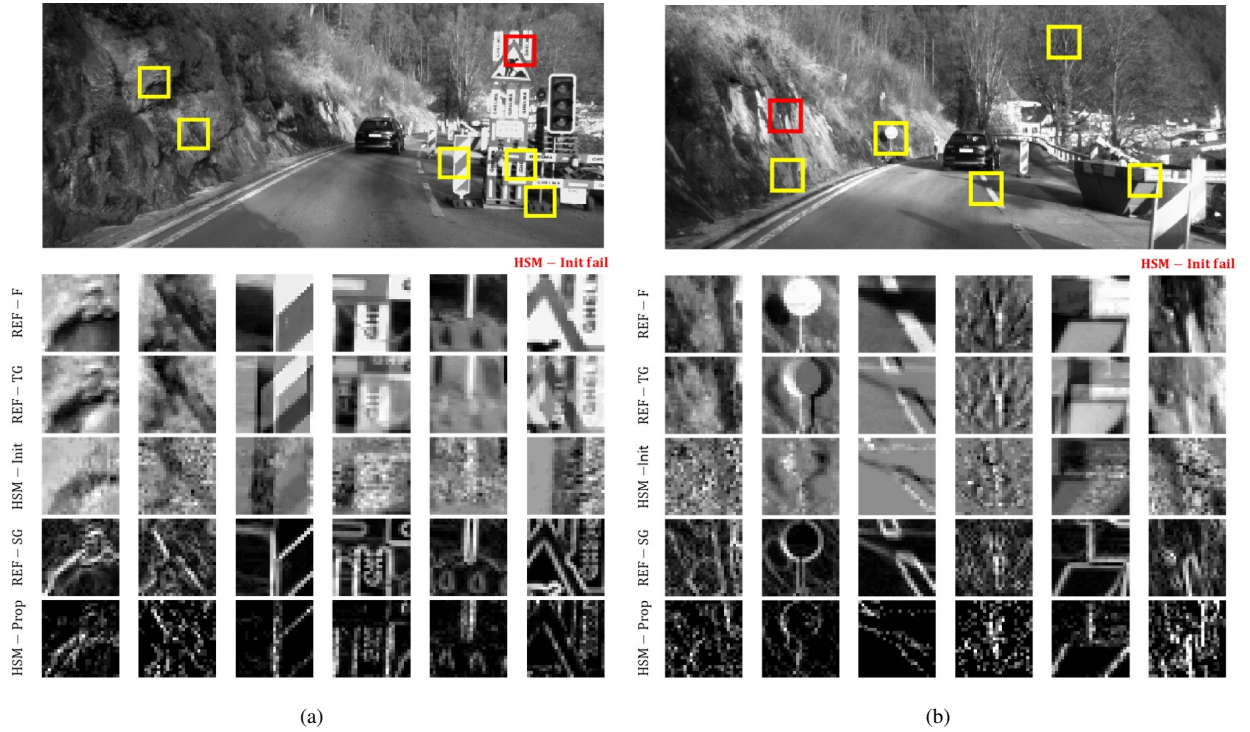 HSM – Init fail
HSM – Init fail
REF – F
REF – TG
HSM – Init
REF – SG
HSM – Prop
REF – F
REF – TG
HSM – Init
REF – SG
HSM – Prop
(a)
(b)